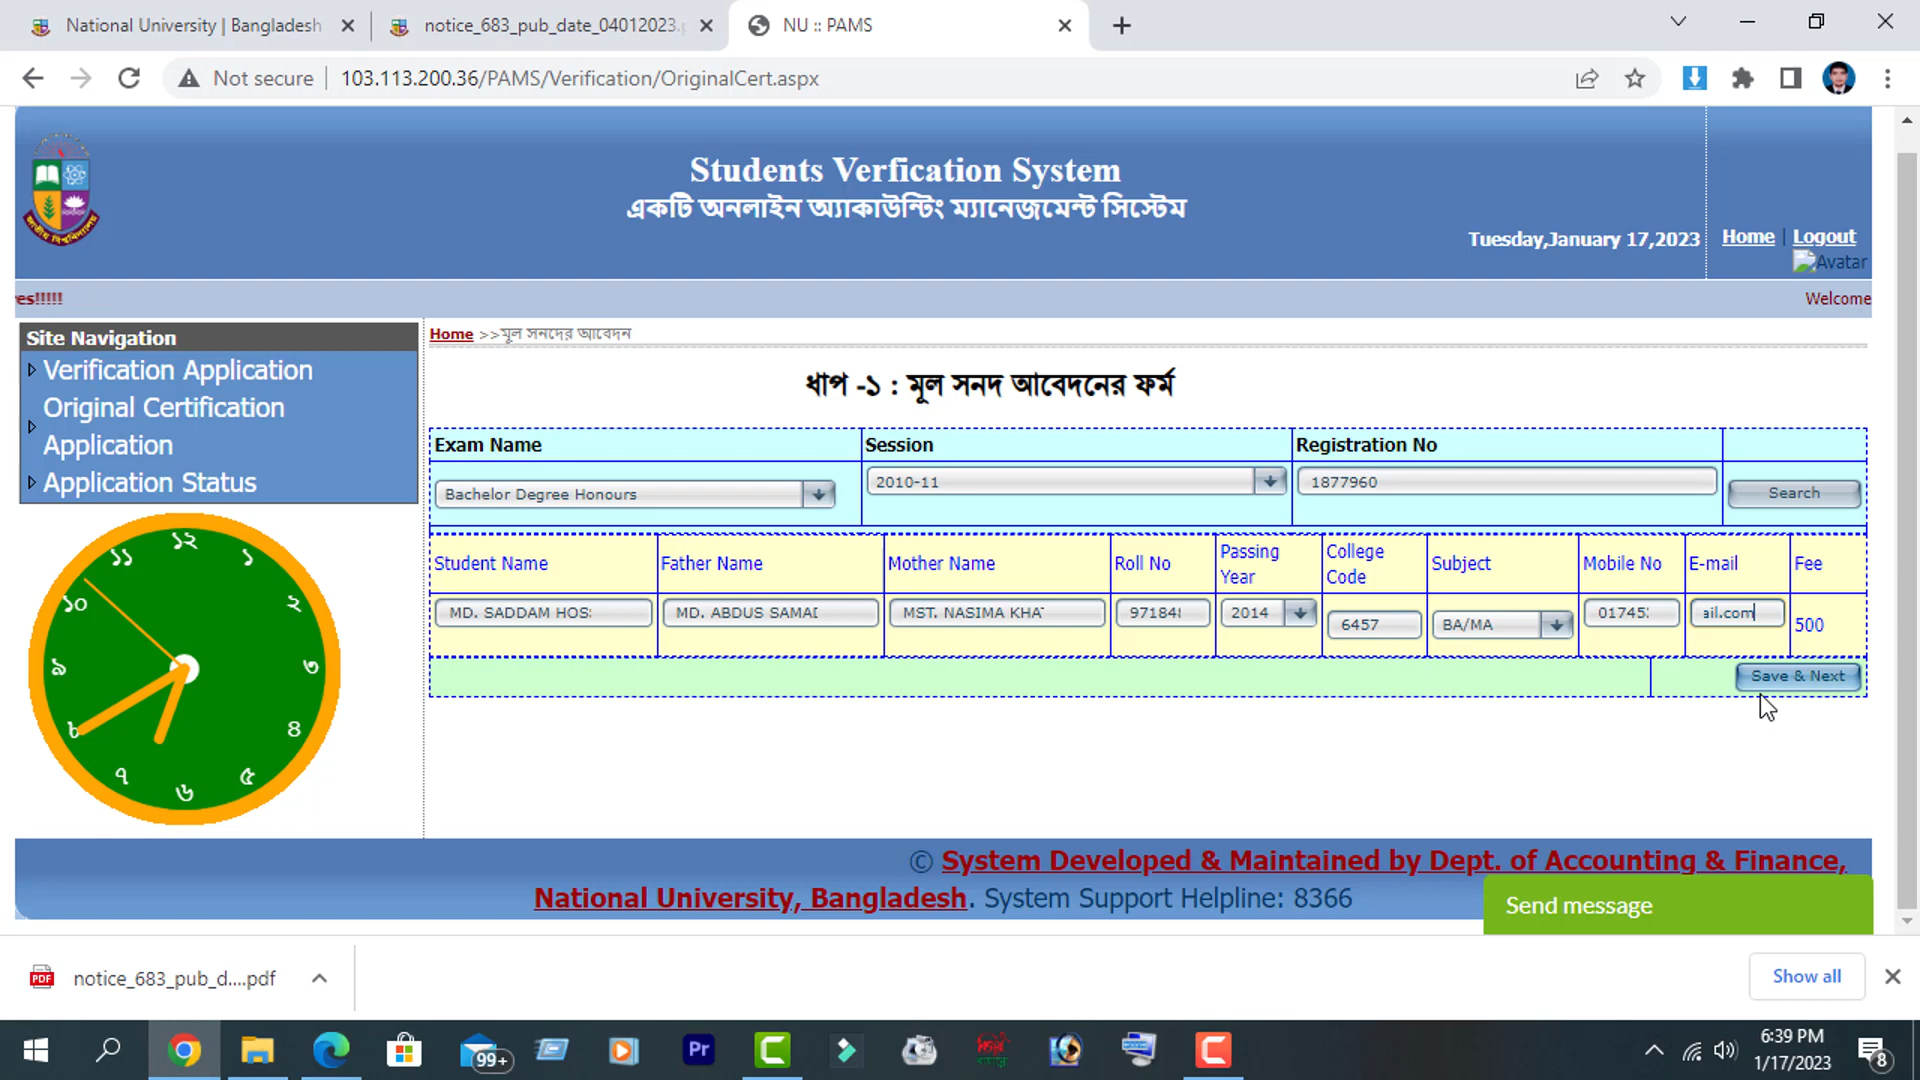 National University | Bangladesh
notice_683_pub_date_04012023.p
NU :: PAMS
Not secure
103.113.200.36/PAMS/Verification/OriginalCert.aspx
Students Verfication System
একটি অনলাইন অ্যাকাউন্টিং ম্যানেজমেন্ট সিস্টেম
Tuesday,January 17,2023
Home | Logout
Avatar
es!!!!!
Welcome
Site Navigation
Verification Application
Original Certification
Application
Application Status
Home >>মূল সনদের আবেদন
ধাপ -১ : মূল সনদ আবেদনের ফর্ম
Exam Name Session Registration No
Bachelor Degree Honours 2010-11 1877960 Search
Student Name Father Name Mother Name Roll No Passing Year College Code Subject Mobile No E-mail Fee
MD. SADDAM HOS MD. ABDUS SAMAD MST. NASIMA KHAT 97184 2014 6457 BA/MA 01745 ail.com 500
Save & Next
১২
১
২
৩
৪
৫
৬
৭
৮
৯
১০
১১
© System Developed & Maintained by Dept. of Accounting & Finance,
National University, Bangladesh. System Support Helpline: 8366
Send message
PDF
notice_683_pub_d....pdf
Show all
99+
Pr
6:39 PM
1/17/2023
8